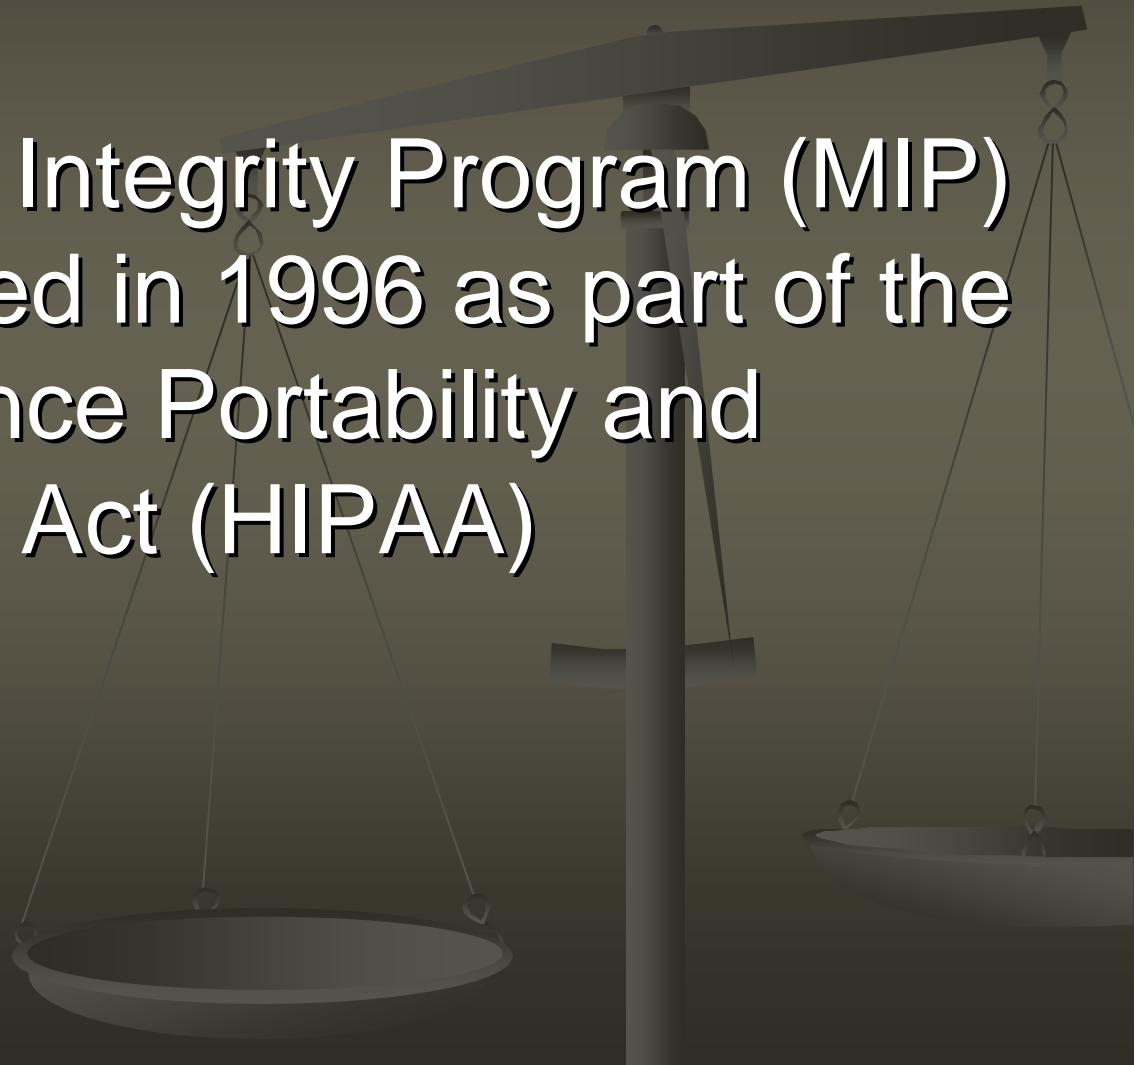 Integrity Program (MIP)
ed in 1996 as part of the
nce Portability and
Act (HIPAA)